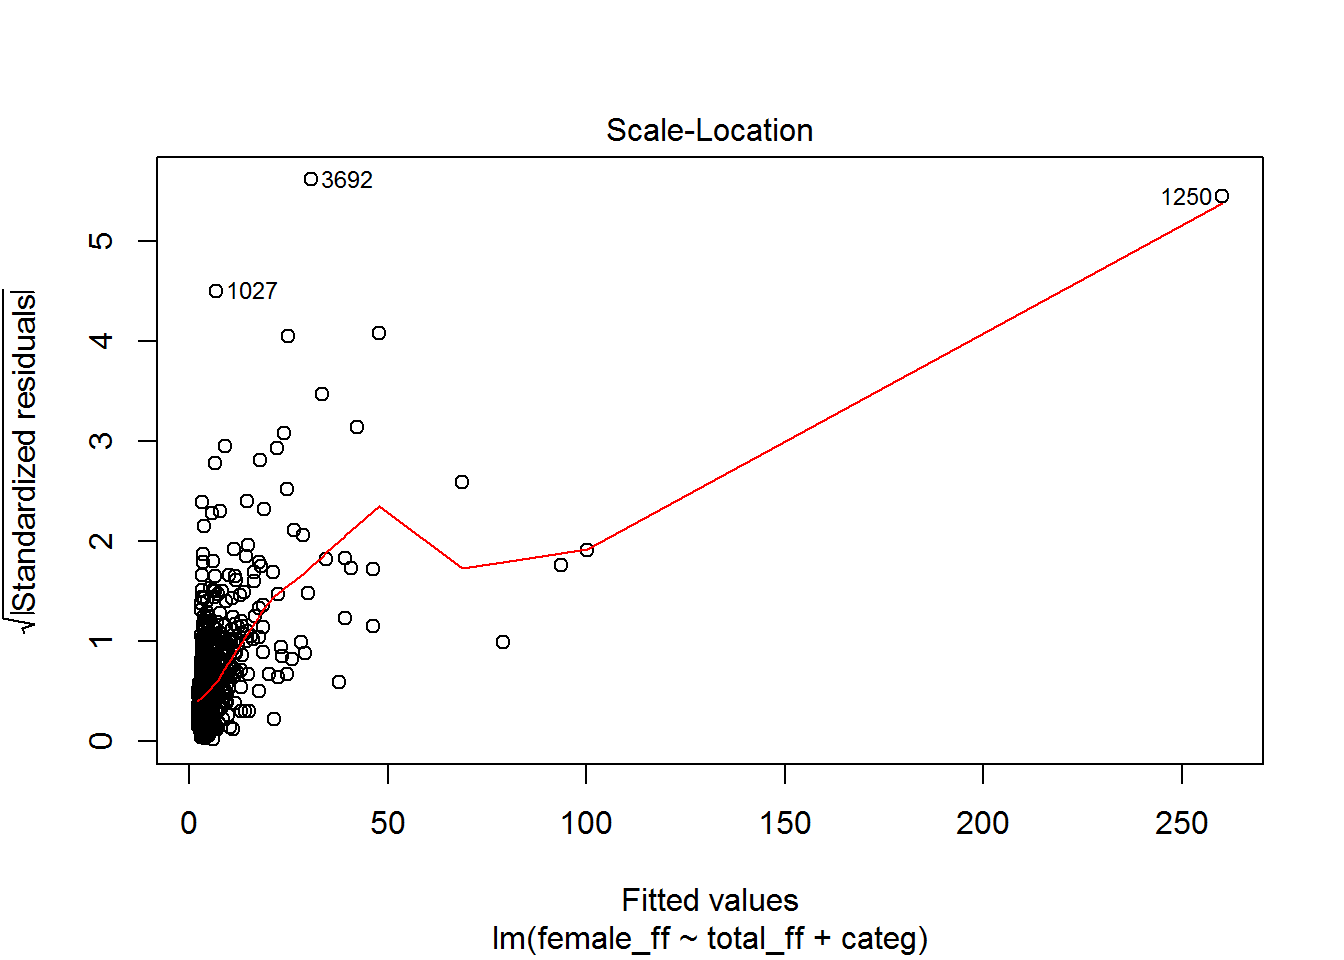 Scale-Location
3692
1250
1027
√|Standardized residuals|
5
4
3
2
1
0
0 50 100 150 200 250
Fitted values
lm(female_ff ~ total_ff + categ)